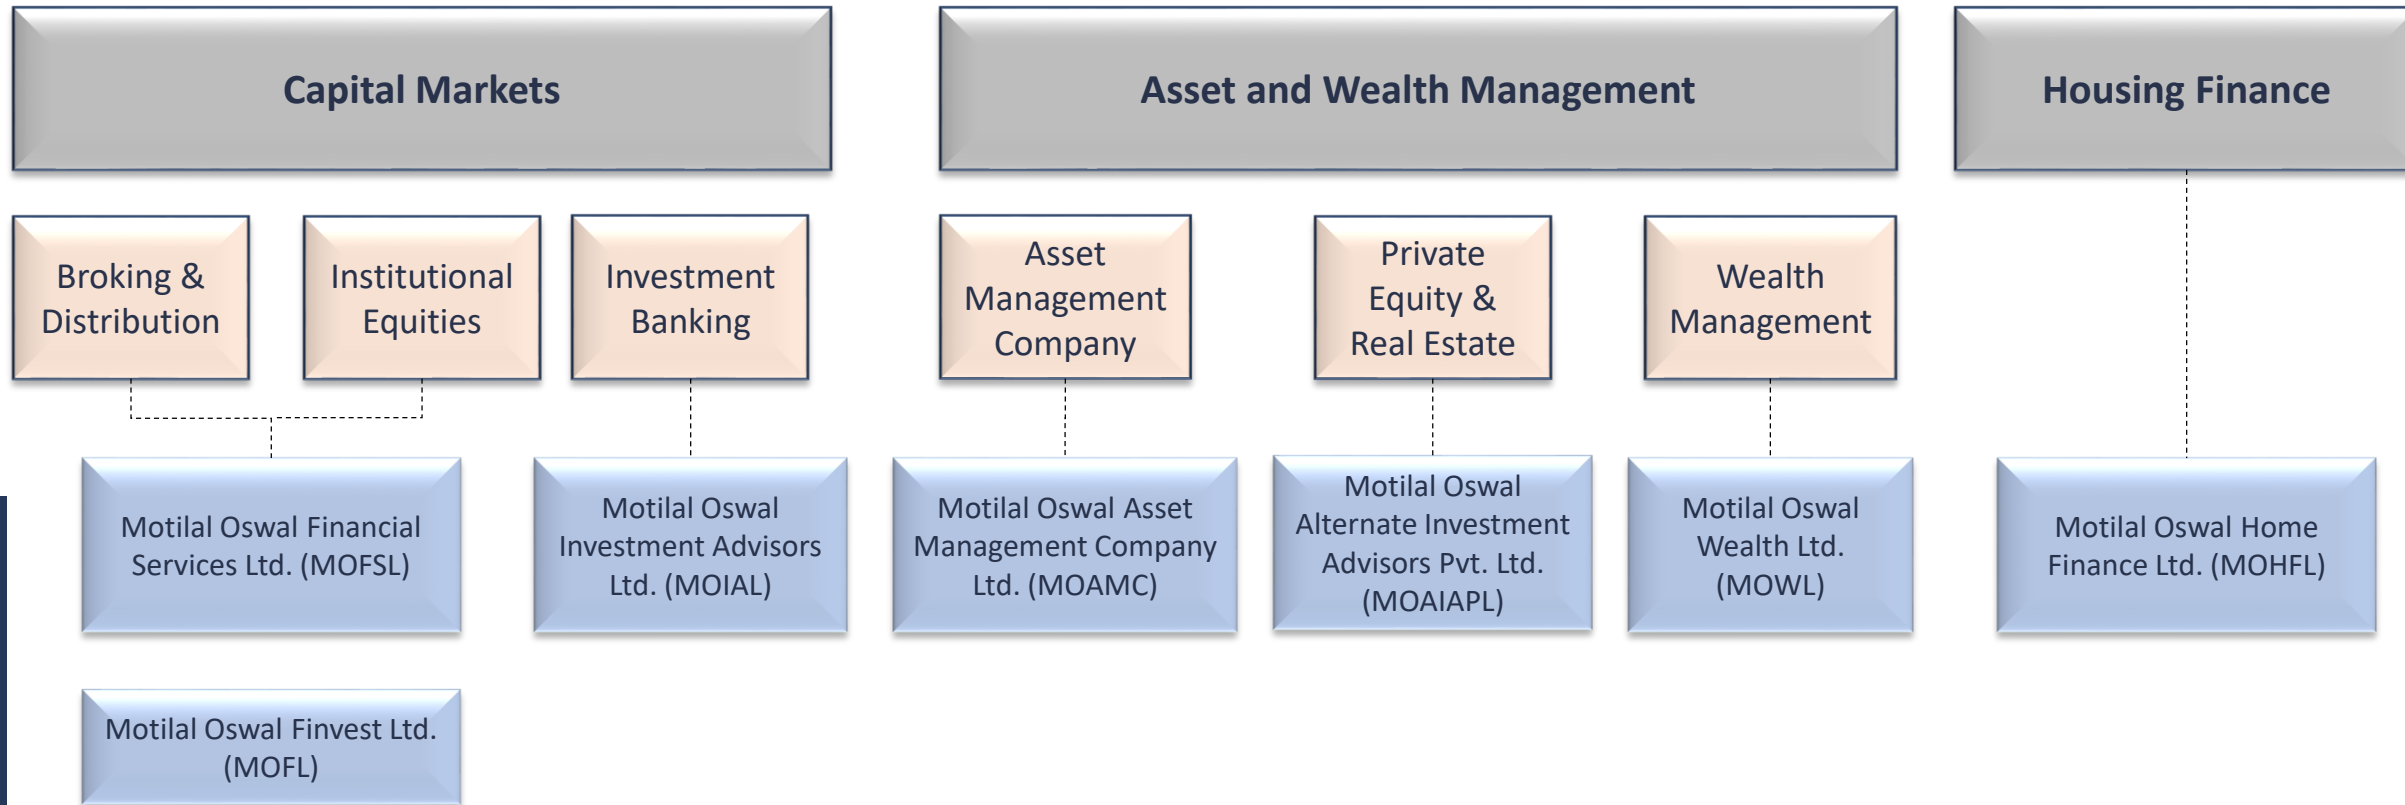 Capital Markets
Asset and Wealth Management
Housing Finance
Broking &
Distribution
Institutional
Equities
Investment
Banking
Asset
Management
Company
Private
Equity &
Real Estate
Wealth
Management
Motilal Oswal Financial
Services Ltd. (MOFSL)
Motilal Oswal
Investment Advisors
Ltd. (MOIAL)
Motilal Oswal Asset
Management Company
Ltd. (MOAMC)
Motilal Oswal
Alternate Investment
Advisors Pvt. Ltd.
(MOAIAPL)
Motilal Oswal
Wealth Ltd.
(MOWL)
Motilal Oswal Home
Finance Ltd. (MOHFL)
Motilal Oswal Finvest Ltd.
(MOFL)